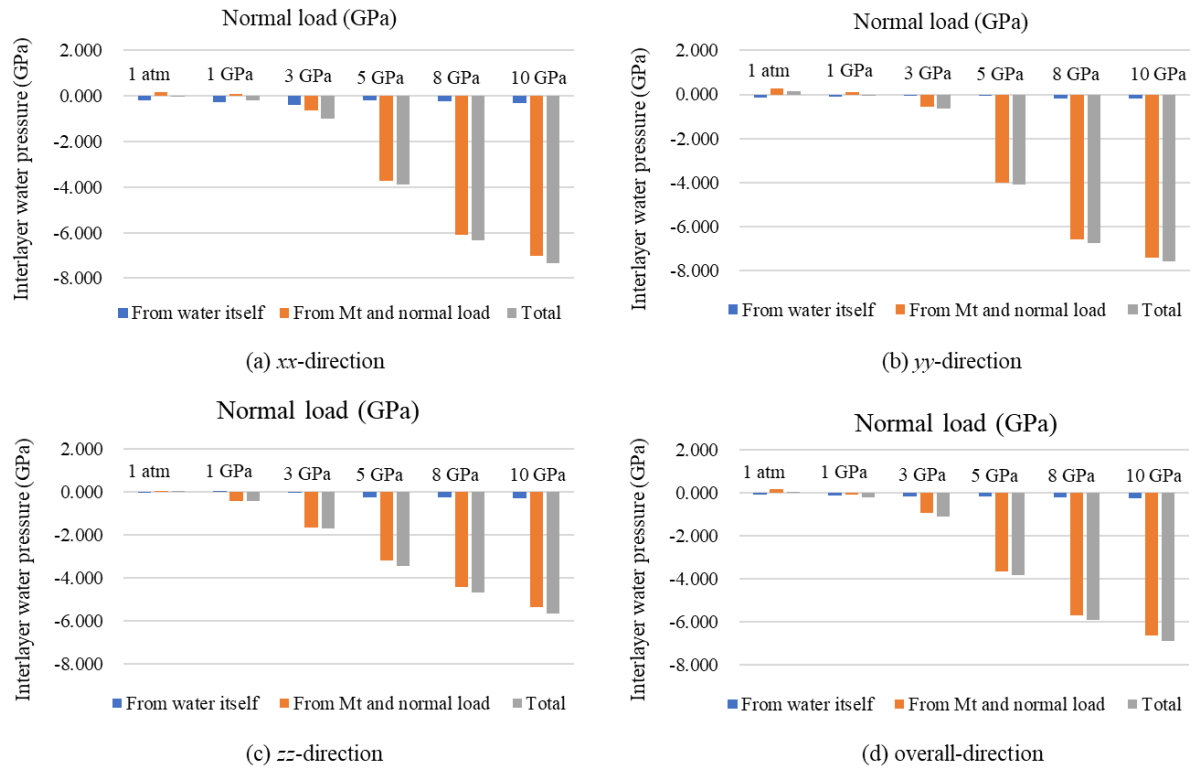 Normal load (GPa)
Interlayer water pressure (GPa)
2.000
0.000
-2.000
-4.000
-6.000
-8.000
1 atm 1 GPa 3 GPa 5 GPa 8 GPa 10 GPa
From water itself From Mt and normal load Total
(a) xx-direction
Normal load (GPa)
Interlayer water pressure (GPa)
2.000
0.000
-2.000
-4.000
-6.000
-8.000
1 atm 1 GPa 3 GPa 5 GPa 8 GPa 10 GPa
From water itself From Mt and normal load Total
(b) yy-direction
Normal load (GPa)
Interlayer water pressure (GPa)
2.000
0.000
-2.000
-4.000
-6.000
-8.000
1 atm 1 GPa 3 GPa 5 GPa 8 GPa 10 GPa
From water itself From Mt and normal load Total
(c) zz-direction
Normal load (GPa)
Interlayer water pressure (GPa)
2.000
0.000
-2.000
-4.000
-6.000
-8.000
1 atm 1 GPa 3 GPa 5 GPa 8 GPa 10 GPa
From water itself From Mt and normal load Total
(d) overall-direction